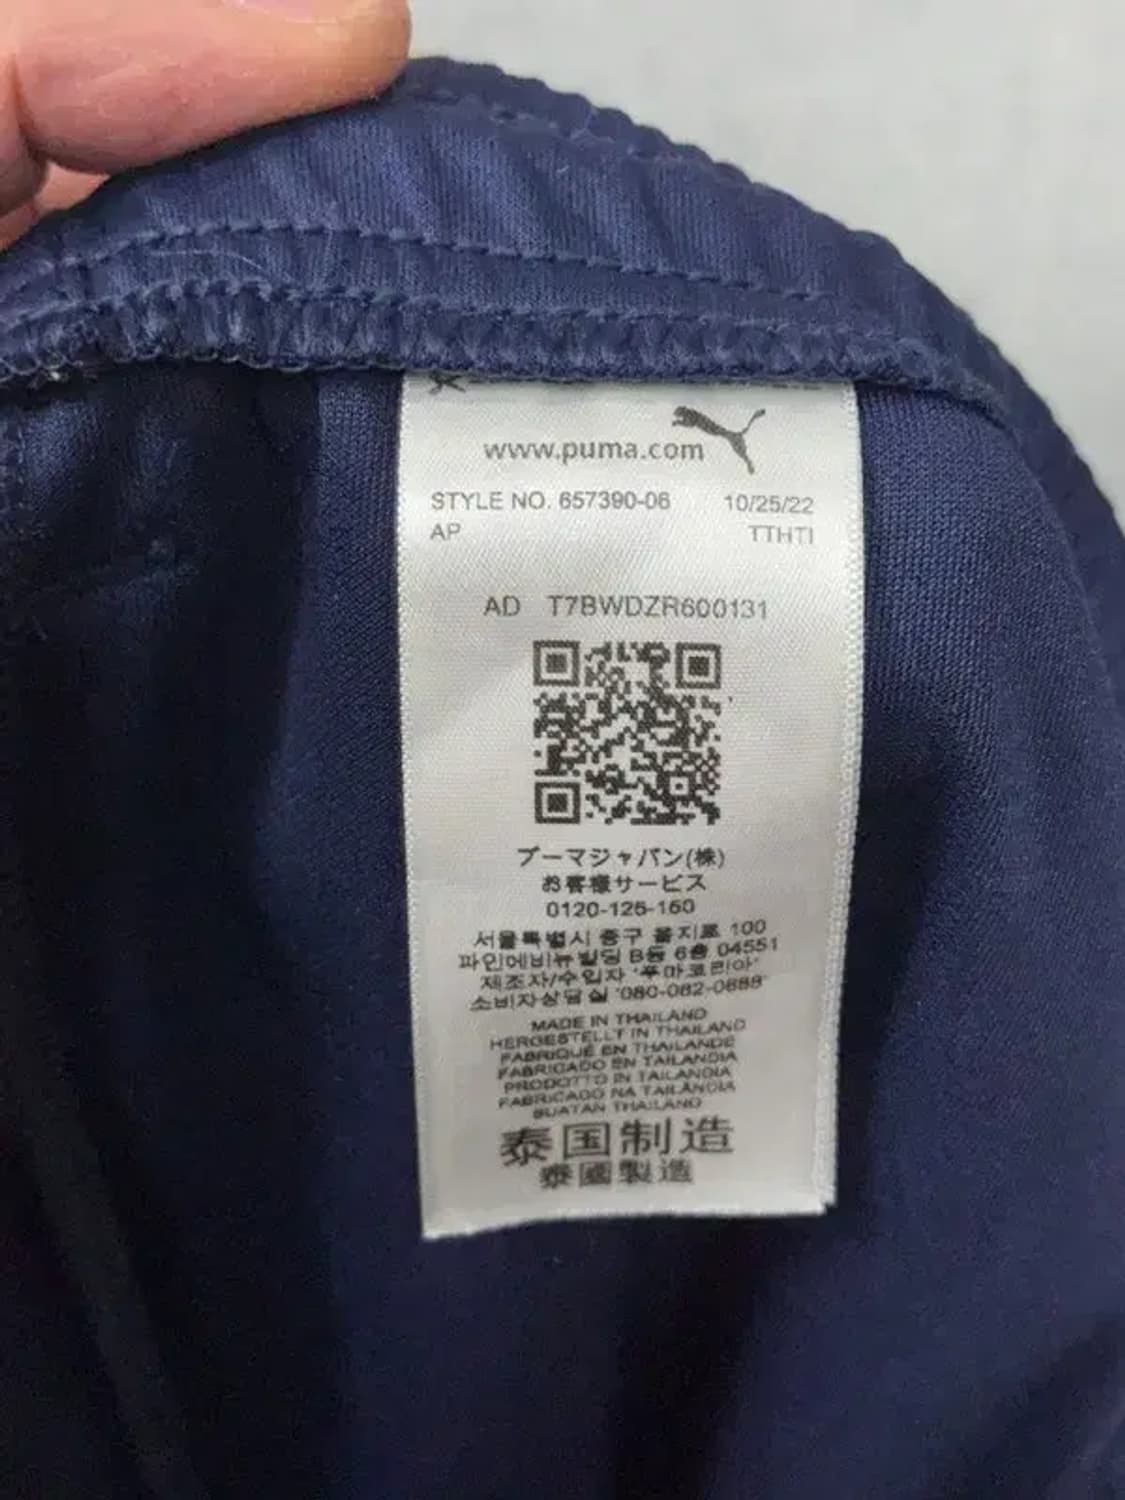 www.puma.com
STYLE NO. 657390-06 10/25/22
AP TTHTI
AD T7BWDZR600131
プーマジャパン(株)
お客様サービス
0120-125-150
서울특별시 중구 을지로 100
파인에비뉴빌딩 B동 6층 04551
제조자/수입자 '푸마코리아'
소비자상담실 '080-082-0888'
MADE IN THAILAND
HERGESTELLT IN THAILAND
FABRIQUÉ EN THAILANDE
FABRICADO EN TAILANDIA
PRODOTTO IN TAILANDIA
FABRICADO NA TAILÂNDIA
BUATAN THAILAND
泰国制造
泰國製造